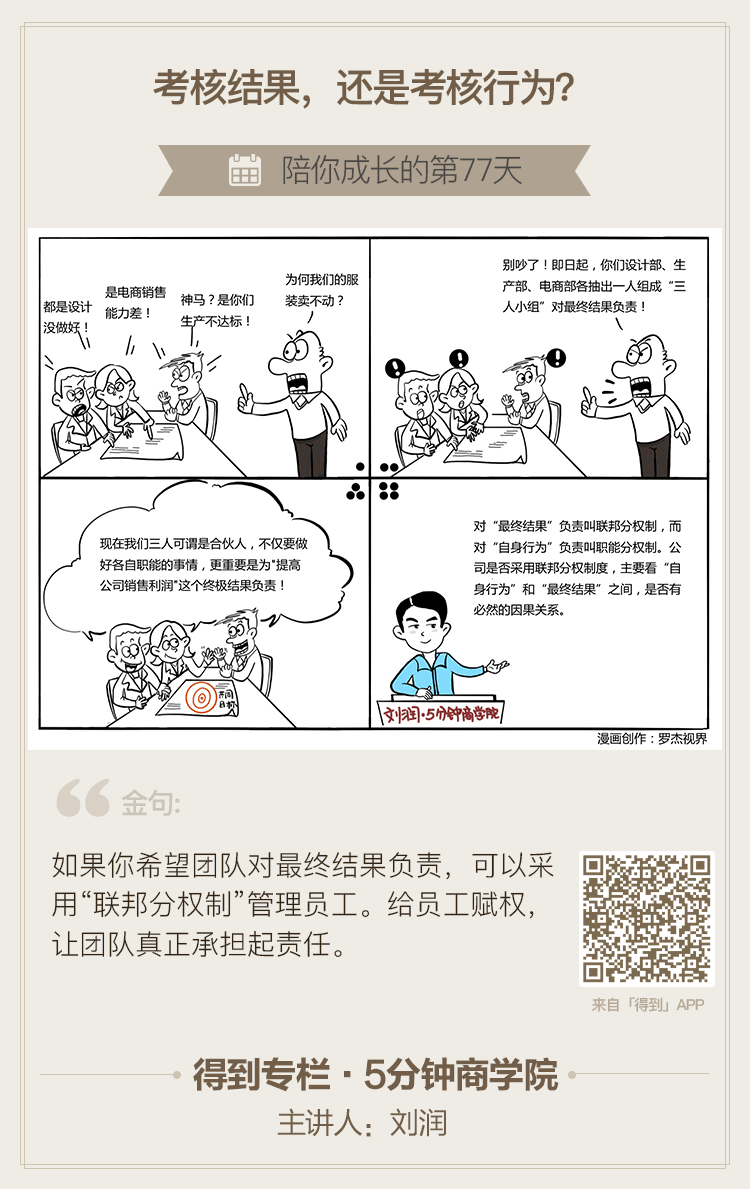 考核结果，还是考核行为？
陪你成长的第77天
都是设计
没做好！
是电商销售
能力差！
神马？是你们
生产不达标！
为何我们的服
装卖不动？
别吵了！即日起，你们设计部、生
产部、电商部各抽出一人组成“三
人小组”对最终结果负责！
现在我们三人可谓是合伙人，不仅要做
好各自职能的事情，更重要是为"提高
公司销售利润"这个终极结果负责！
共同
目标
对“最终结果”负责叫联邦分权制，而
对“自身行为”负责叫职能分权制。公
司是否采用联邦分权制度，主要看“自
身行为”和“最终结果”之间，是否有
必然的因果关系。
刘润·5分钟商学院
漫画创作：罗杰视界
金句:
如果你希望团队对最终结果负责，可以采
用“联邦分权制”管理员工。给员工赋权，
让团队真正承担起责任。
来自「得到」APP
得到专栏·5分钟商学院
主讲人：刘润